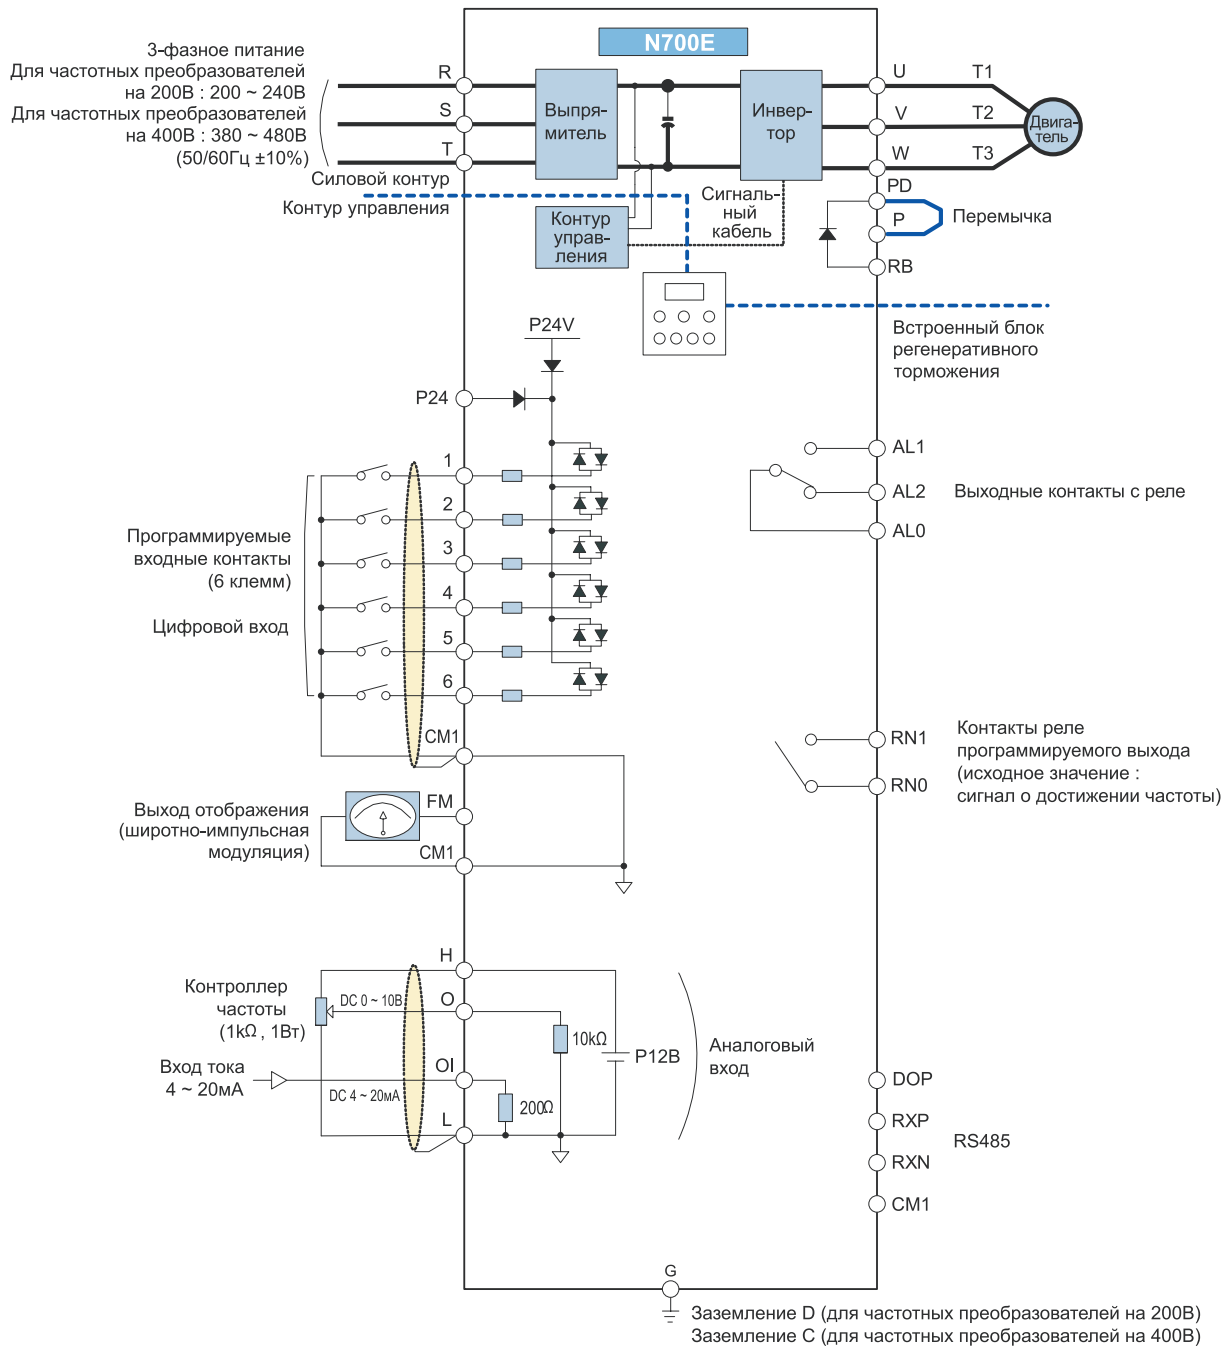 N700E
3-фазное питание
Для частотных преобразователей
на 200В : 200 ~ 240В
Для частотных преобразователей
на 400В : 380 ~ 480В
(50/60Гц ±10%)
R
S
T
Выпря-
митель
Инвер-
тор
U
V
W
T1
T2
T3
Двига-
тель
Силовой контур
Контур управления
Контур
управ-
ления
Сигналь-
ный
кабель
PD
P
RB
Перемычка
Встроенный блок
регенеративного
торможения
P24V
P24
1
2
3
4
5
6
CM1
Программируемые
входные контакты
(6 клемм)
Цифровой вход
AL1
AL2
AL0
Выходные контакты с реле
RN1
RN0
Контакты реле
программируемого выхода
(исходное значение :
сигнал о достижении частоты)
Выход отображения
(широтно-импульсная
модуляция)
FM
CM1
H
O
OI
L
Контроллер
частоты
(1kΩ , 1Вт)
DC 0 ~ 10В
Вход тока
4 ~ 20мА
DC 4 ~ 20мА
10kΩ
200Ω
P12B
Аналоговый
вход
DOP
RXP
RXN
CM1
RS485
G
Заземление D (для частотных преобразователей на 200В)
Заземление C (для частотных преобразователей на 400В)